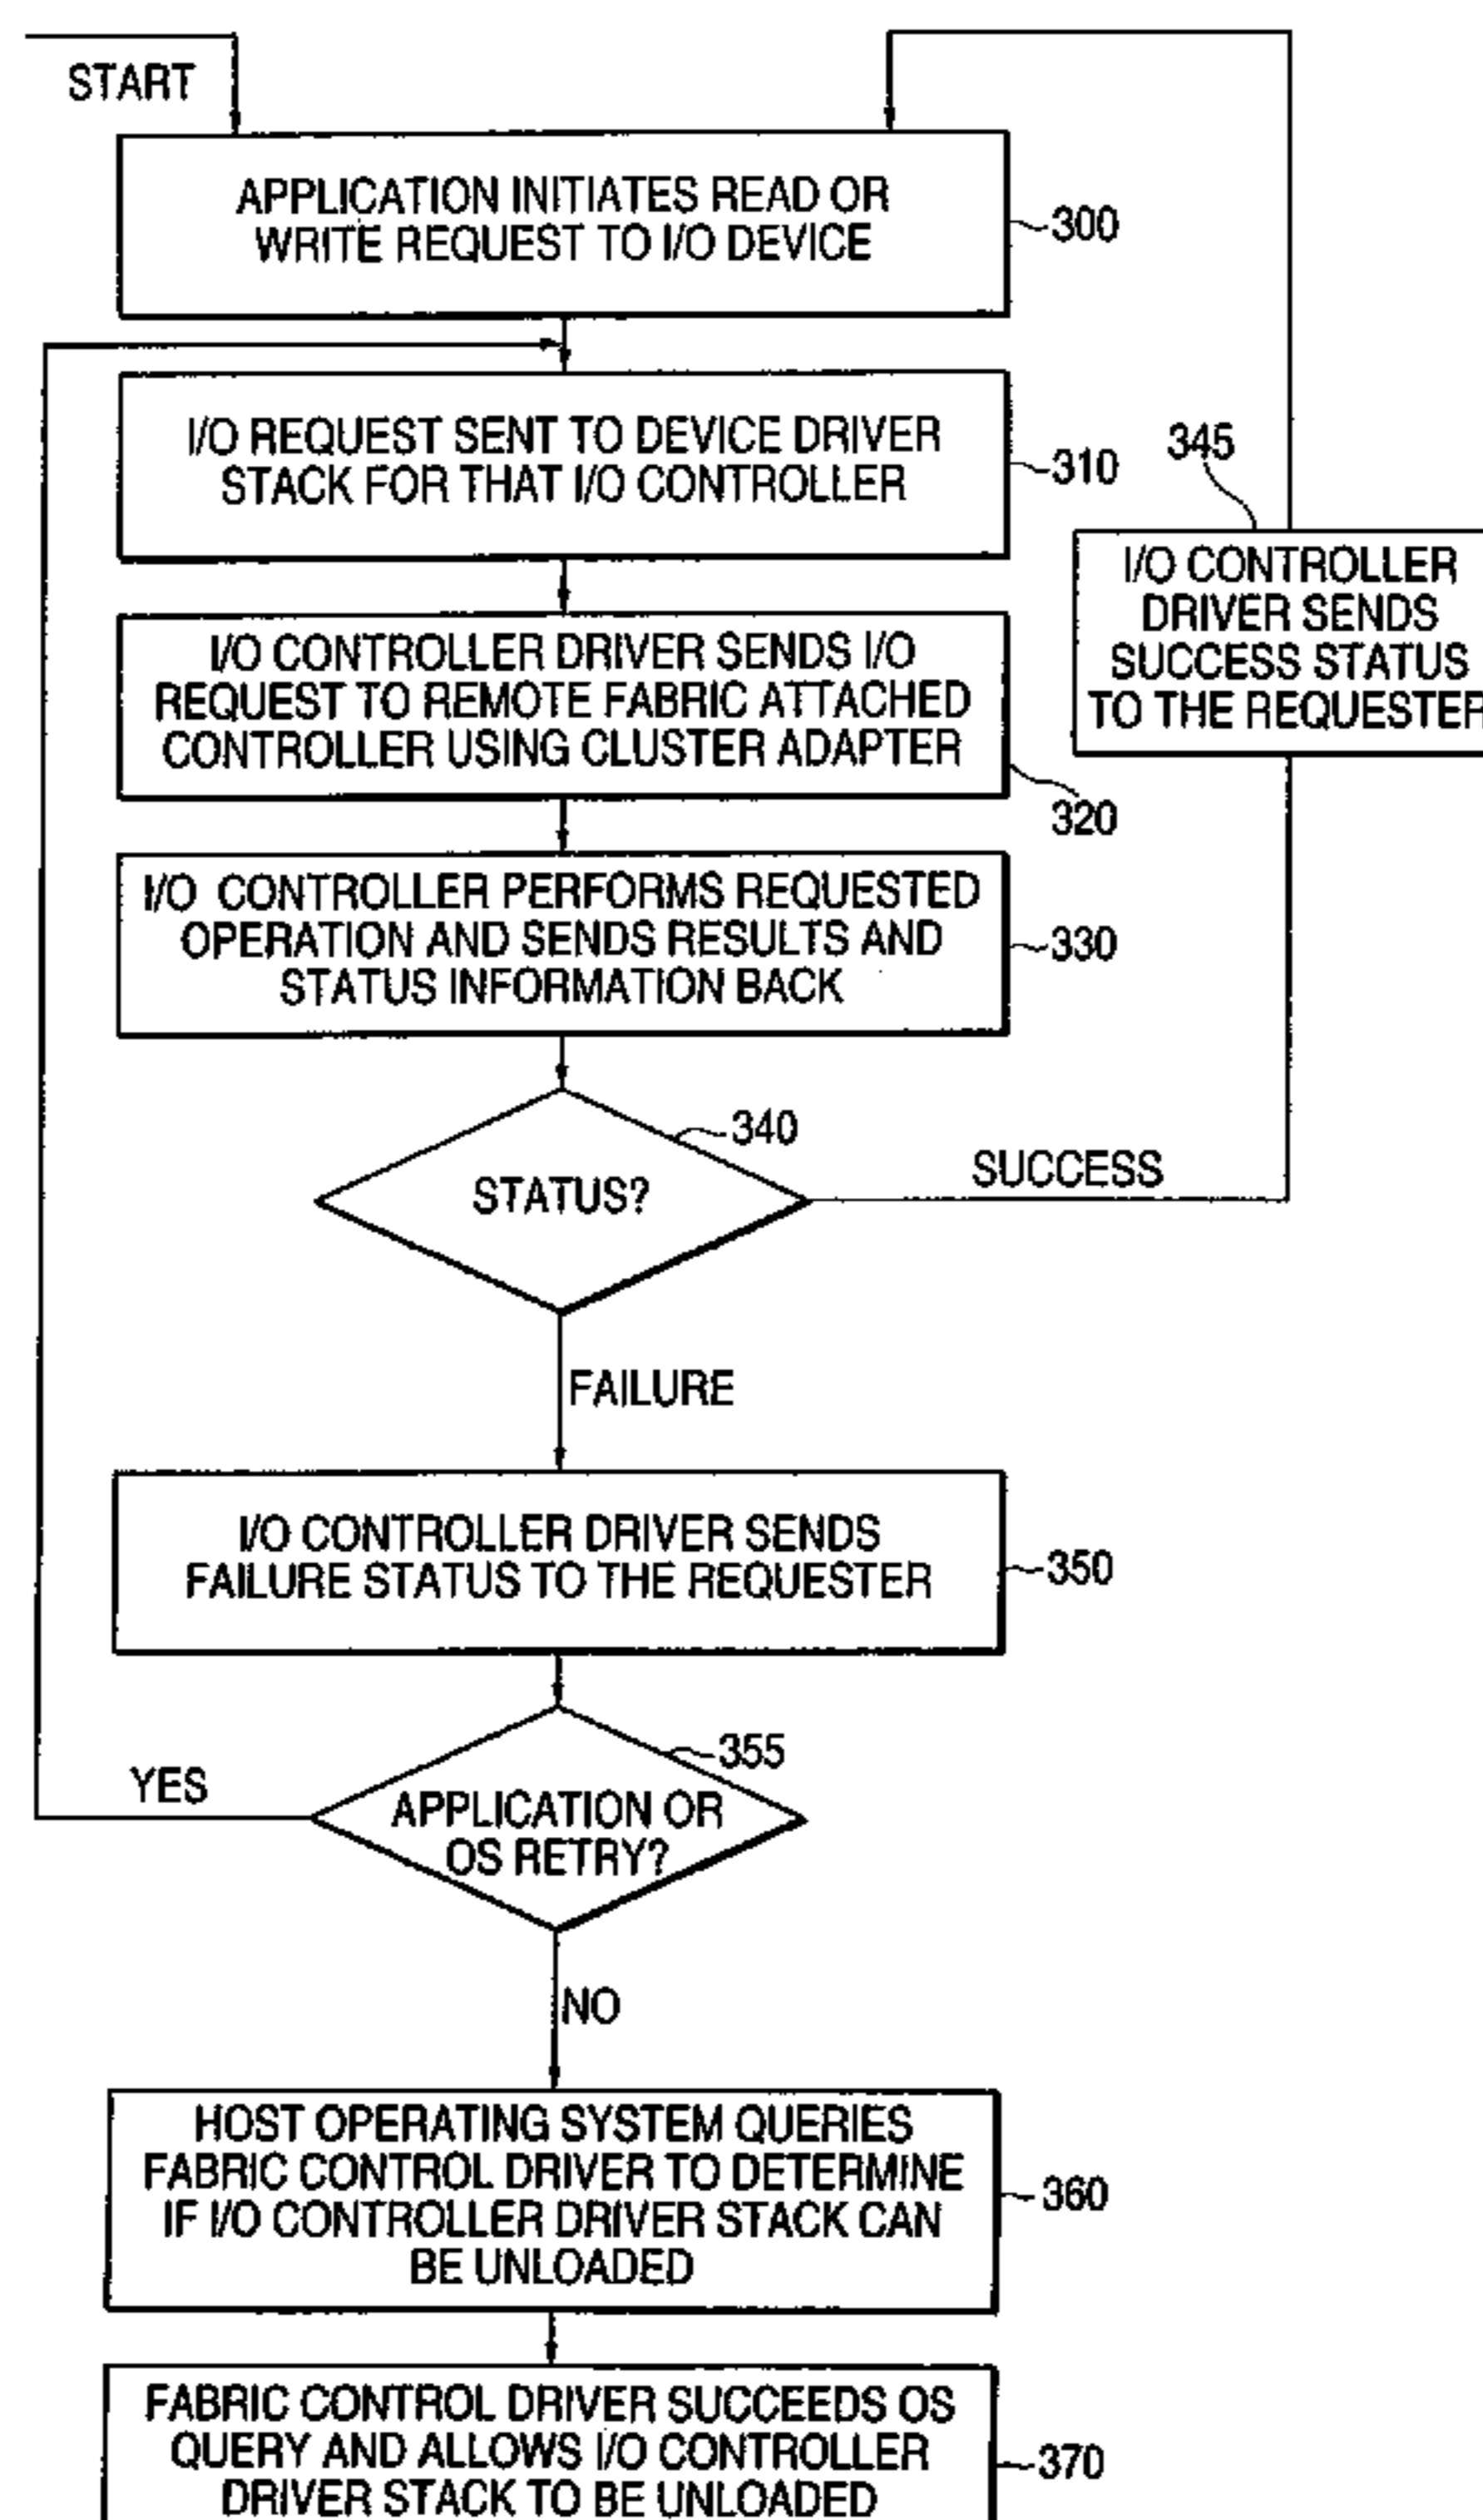 START
APPLICATION INITIATES READ OR
WRITE REQUEST TO I/O DEVICE
300
I/O REQUEST SENT TO DEVICE DRIVER
STACK FOR THAT I/O CONTROLLER
310
345
I/O CONTROLLER
DRIVER SENDS
SUCCESS STATUS
TO THE REQUESTER
I/O CONTROLLER DRIVER SENDS I/O
REQUEST TO REMOTE FABRIC ATTACHED
CONTROLLER USING CLUSTER ADAPTER
320
I/O CONTROLLER PERFORMS REQUESTED
OPERATION AND SENDS RESULTS AND
STATUS INFORMATION BACK
330
340
STATUS?
SUCCESS
FAILURE
I/O CONTROLLER DRIVER SENDS
FAILURE STATUS TO THE REQUESTER
350
355
YES
APPLICATION OR
OS RETRY?
NO
HOST OPERATING SYSTEM QUERIES
FABRIC CONTROL DRIVER TO DETERMINE
IF I/O CONTROLLER DRIVER STACK CAN
BE UNLOADED
360
FABRIC CONTROL DRIVER SUCCEEDS OS
QUERY AND ALLOWS I/O CONTROLLER
DRIVER STACK TO BE UNLOADED
370